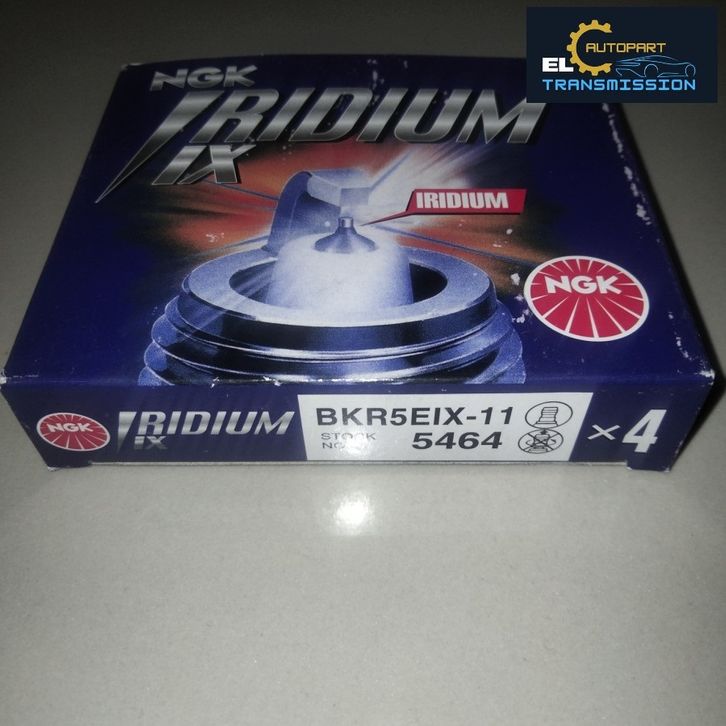 AUTOPART
EL
TRANSMISSION
NGK
IRIDIUM
IX
IRIDIUM
NGK
NGK
IRIDIUM
IX
BKR5EIX-11
STOCK
NO.
5464
×4